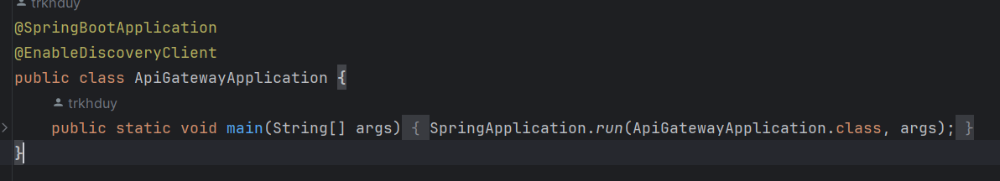 trkhduy
@SpringBootApplication
@EnableDiscoveryClient
public class ApiGatewayApplication {
trkhduy
public static void main(String[] args) { SpringApplication.run(ApiGatewayApplication.class, args); }
}